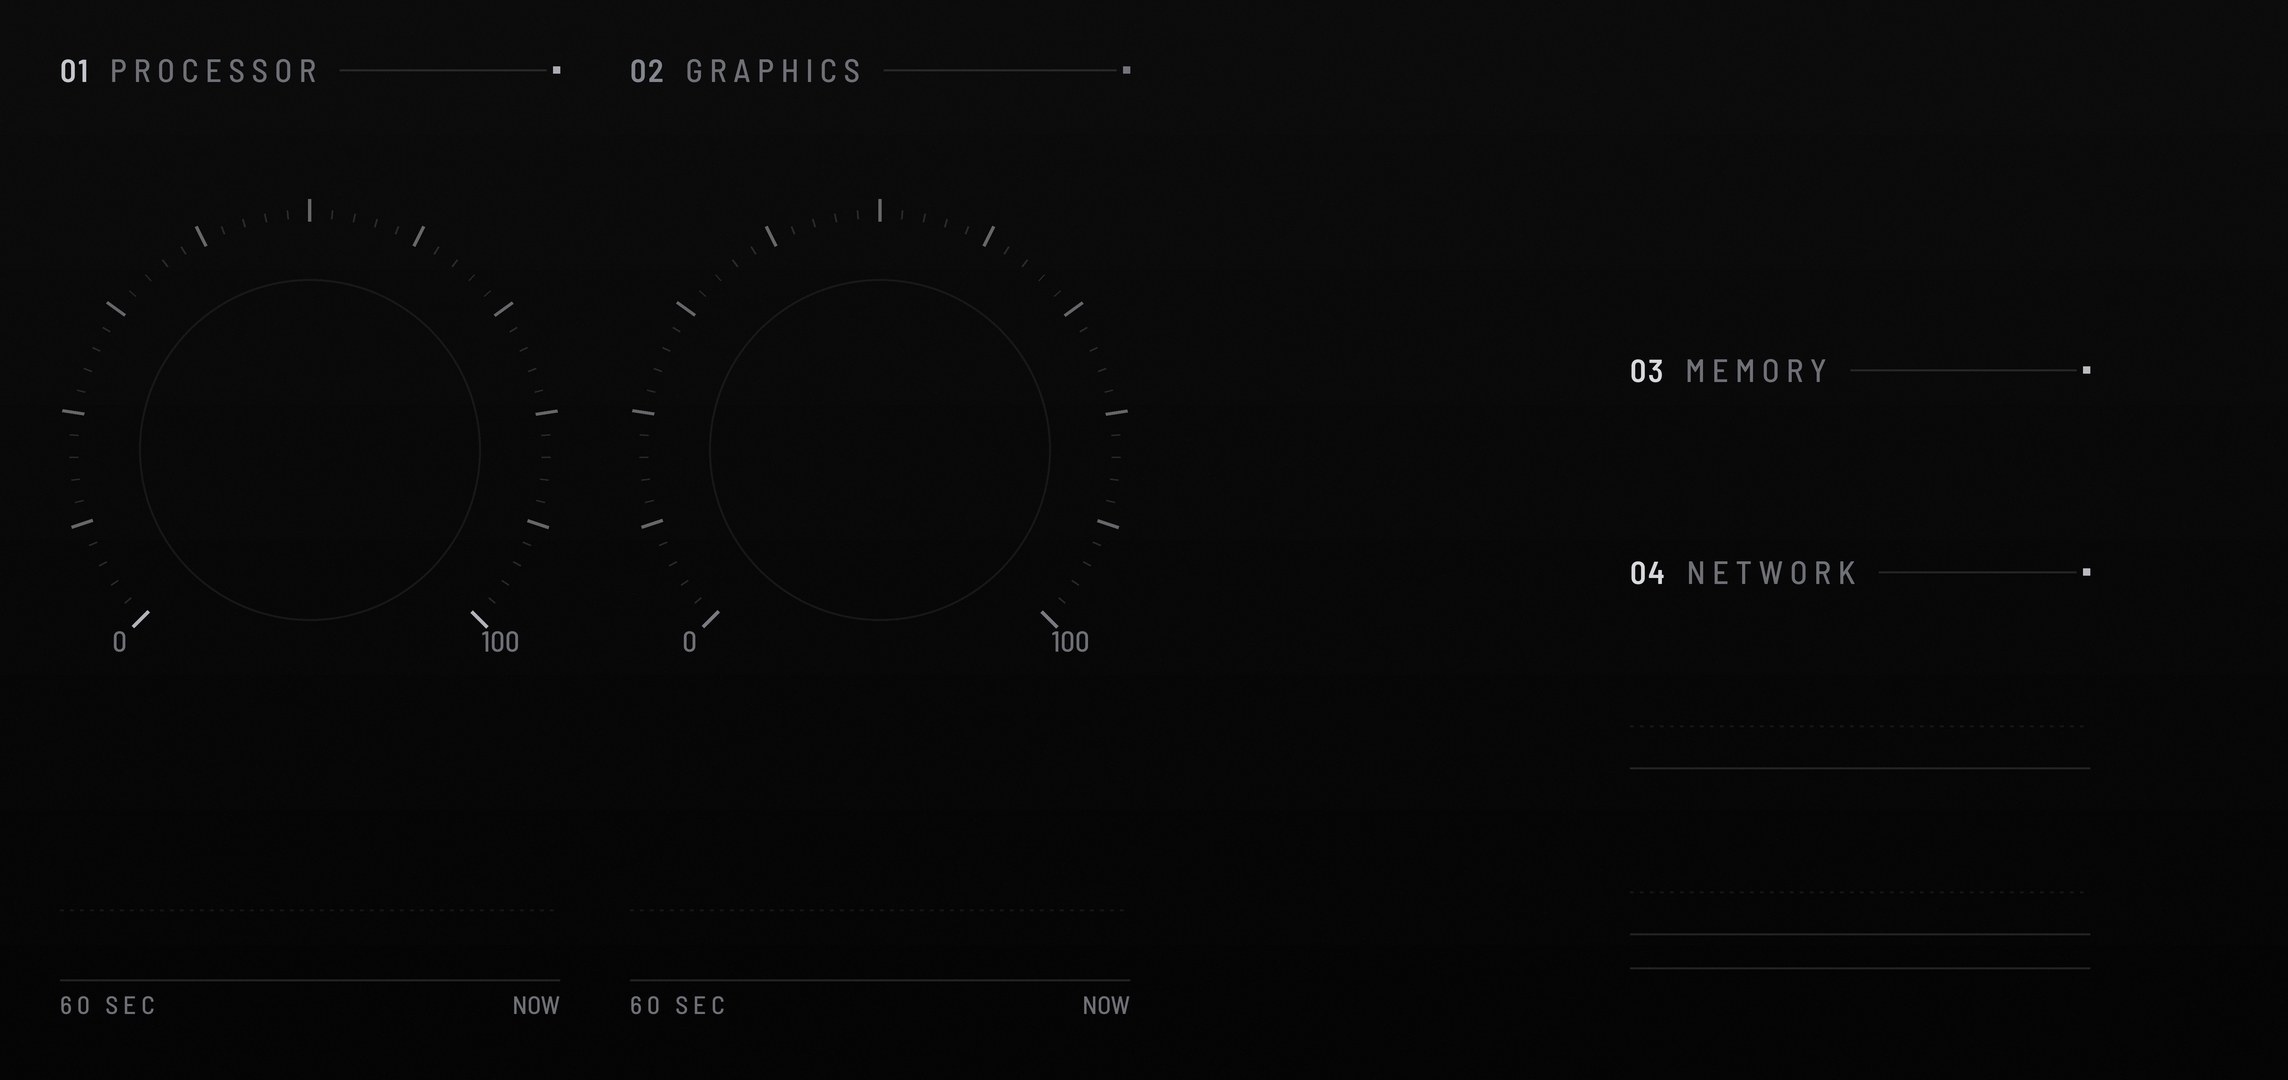 01 PROCESSOR
02 GRAPHICS
03 MEMORY
04 NETWORK
0
100
0
100
60 SEC
NOW
60 SEC
NOW